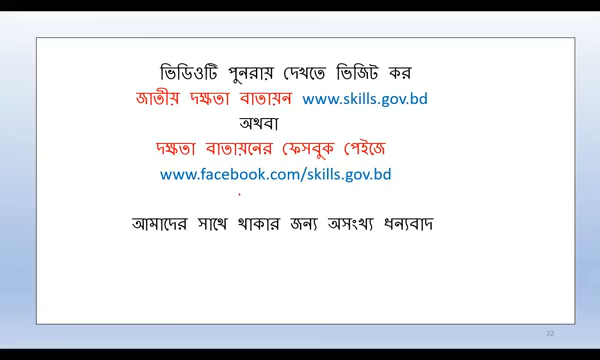 ভিডিওটি পুনরায় দেখতে ভিজিট কর
জাতীয় দক্ষতা বাতায়ন www.skills.gov.bd
অথবা
দক্ষতা বাতায়নের ফেসবুক পেইজে
www.facebook.com/skills.gov.bd
আমাদের সাথে থাকার জন্য অসংখ্য ধন্যবাদ
22